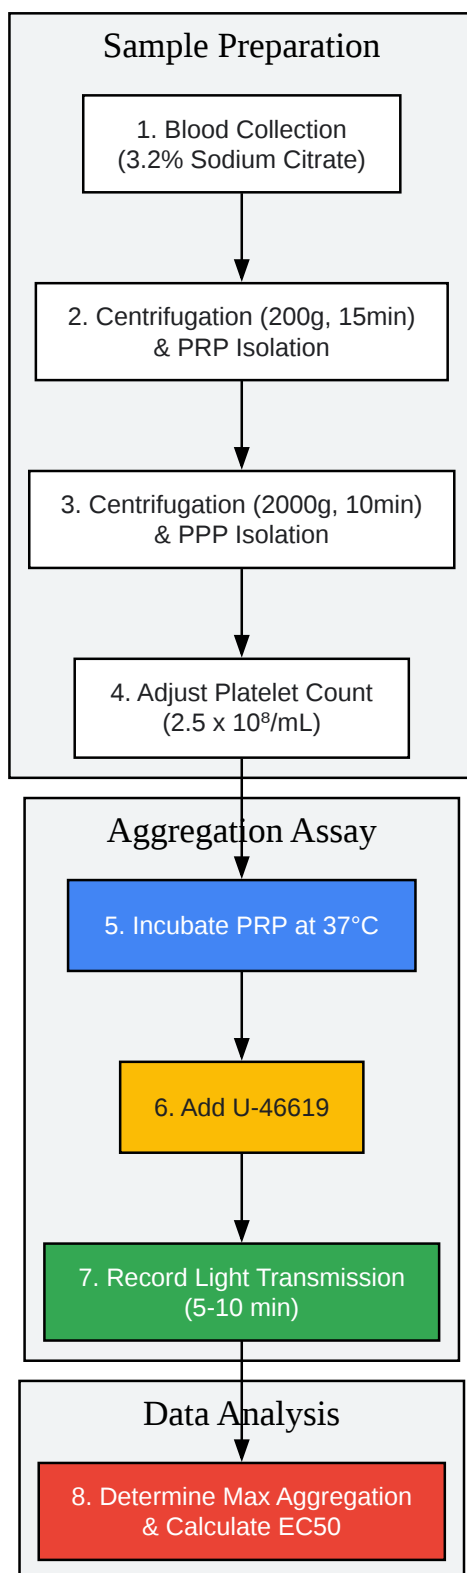 Sample Preparation
1. Blood Collection
(3.2% Sodium Citrate)
2. Centrifugation (200g, 15min)
& PRP Isolation
3. Centrifugation (2000g, 10min)
& PPP Isolation
4. Adjust Platelet Count
(2.5 x 10⁸/mL)
Aggregation Assay
5. Incubate PRP at 37°C
6. Add U-46619
7. Record Light Transmission
(5-10 min)
Data Analysis
8. Determine Max Aggregation
& Calculate EC50